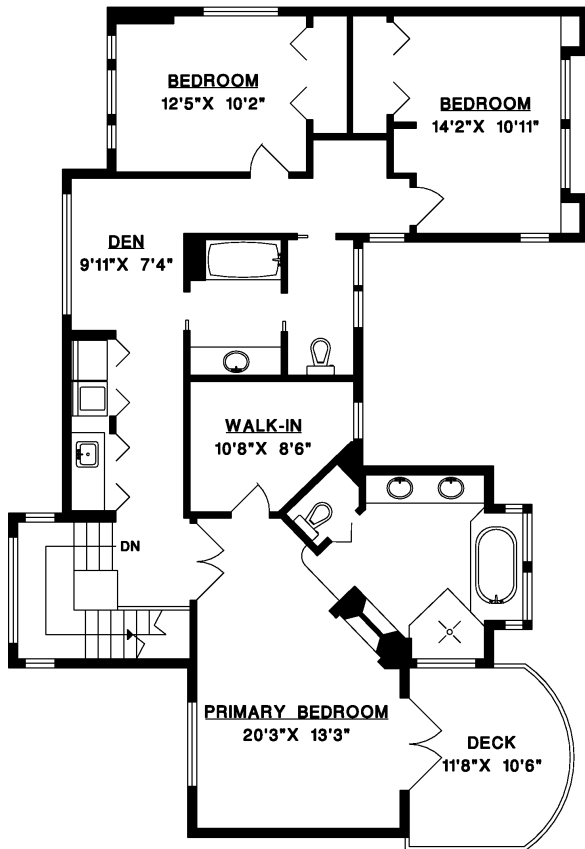 BEDROOM
12'5"X 10'2"
BEDROOM
14'2"X 10'11"
DEN
9'11"X 7'4"
WALK-IN
10'8"X 8'6"
DN
PRIMARY BEDROOM
20'3"X 13'3"
DECK
11'8"X 10'6"